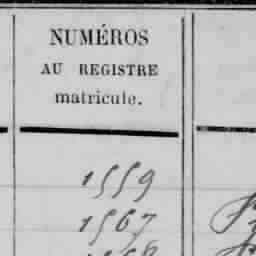 NUMÉROS
AU REGISTRE
matricule.
1559
1567